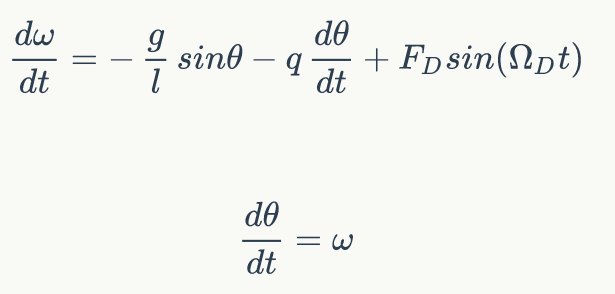 dω/dt = − g/l sinθ − q dθ/dt + F_D sin(Ω_D t)
dθ/dt = ω